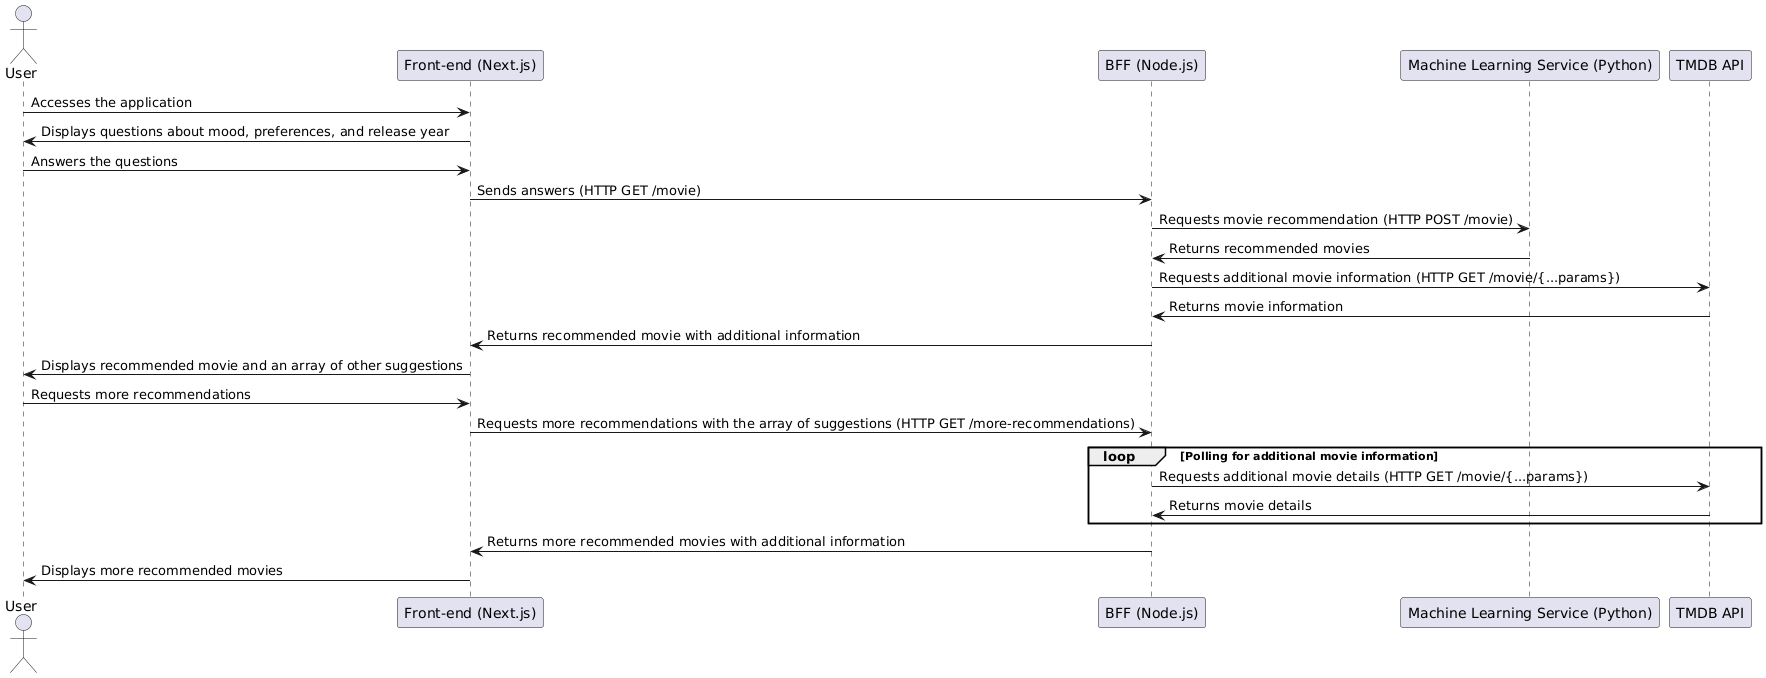 User
Front-end (Next.js)
BFF (Node.js)
Machine Learning Service (Python)
TMDB API
Accesses the application
Displays questions about mood, preferences, and release year
Answers the questions
Sends answers (HTTP GET /movie)
Requests movie recommendation (HTTP POST /movie)
Returns recommended movies
Requests additional movie information (HTTP GET /movie/{...params})
Returns movie information
Returns recommended movie with additional information
Displays recommended movie and an array of other suggestions
Requests more recommendations
Requests more recommendations with the array of suggestions (HTTP GET /more-recommendations)
loop [Polling for additional movie information]
Requests additional movie details (HTTP GET /movie/{...params})
Returns movie details
Returns more recommended movies with additional information
Displays more recommended movies
User
Front-end (Next.js)
BFF (Node.js)
Machine Learning Service (Python)
TMDB API